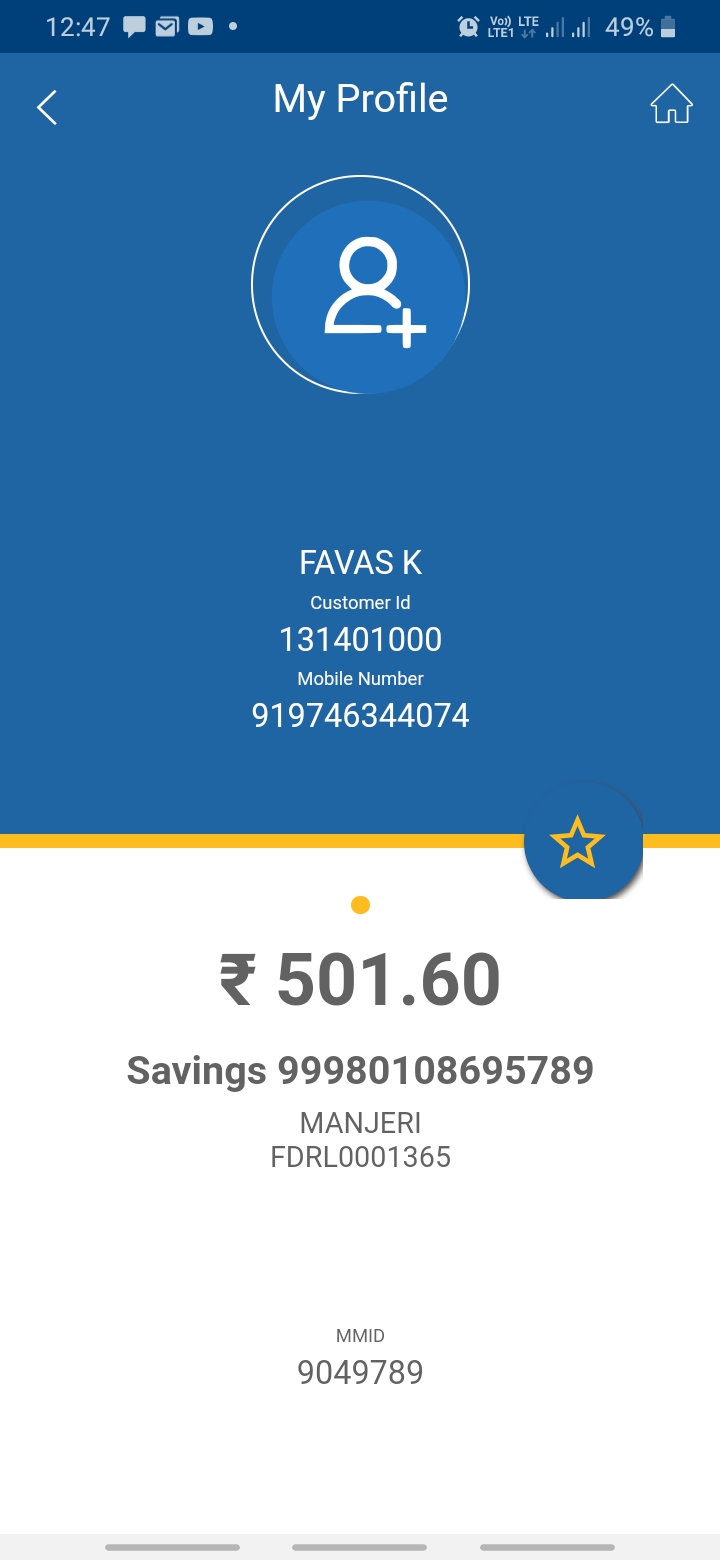 12:47 Vo)) LTE LTE1 49%
My Profile
FAVAS K
Customer Id
131401000
Mobile Number
919746344074
₹ 501.60
Savings 99980108695789
MANJERI
FDRL0001365
MMID
9049789